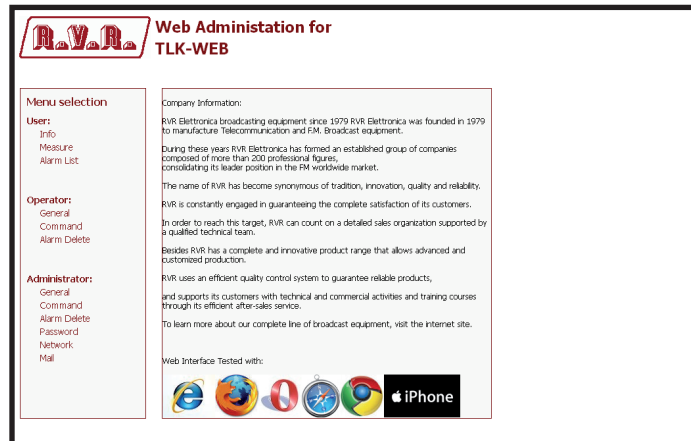 R.V.R.
Web Administation for
TLK-WEB
Menu selection
User:
Info
Measure
Alarm List
Operator:
General
Command
Alarm Delete
Administrator:
General
Command
Alarm Delete
Password
Network
Mail
Company Information:
RVR Elettronica broadcasting equipment since 1979 RVR Elettronica was founded in 1979
to manufacture Telecommunication and F.M. Broadcast equipment.
During these years RVR Elettronica has formed an established group of companies
composed of more than 200 professional figures,
consolidating its leader position in the FM worldwide market.
The name of RVR has become synonymous of tradition, innovation, quality and reliability.
RVR is constantly engaged in guaranteeing the complete satisfaction of its customers.
In order to reach this target, RVR can count on a detailed sales organization supported by
a qualified technical team.
Besides RVR has a complete and innovative product range that allows advanced and
customized production.
RVR uses an efficient quality control system to guarantee reliable products,
and supports its customers with technical and commercial activities and training courses
through its efficient after-sales service.
To learn more about our complete line of broadcast equipment, visit the internet site.
Web Interface Tested with:
iPhone